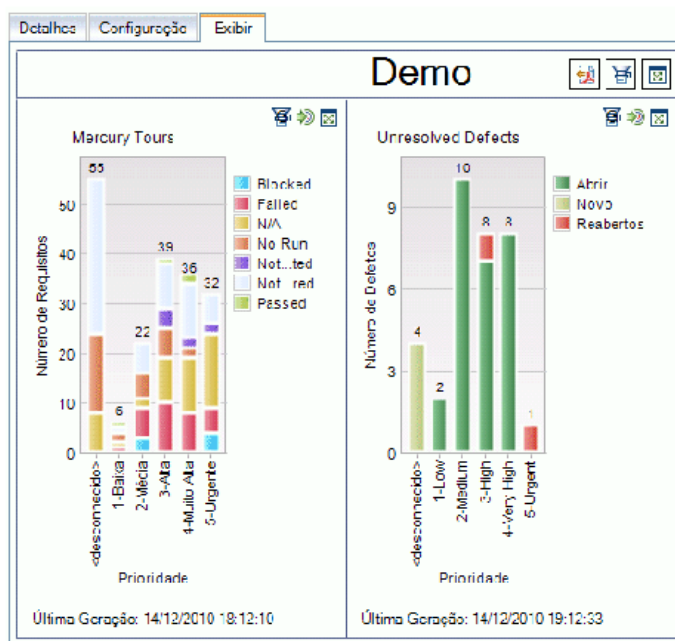 Detalhes Configuração Exibir
Demo
Mercury Tours
55
39
36
32
22
6
50
40
30
20
10
0
Número de Requisitos
<desconhecido>
1-Baixa
2-Média
3-Alta
4-Muito Alta
5-Urgente
Prioridade
Blocked
Failed
N/A
No Run
Not...ted
Not...red
Passed
Última Geração: 14/12/2010 18:12:10
Unresolved Defects
10
8
8
4
2
1
9
6
3
0
Número de Defeitos
<desconhecido>
1-Low
2-Medium
3-High
4-Very High
5-Urgent
Prioridade
Abrir
Novo
Reabertos
Última Geração: 14/12/2010 19:12:33